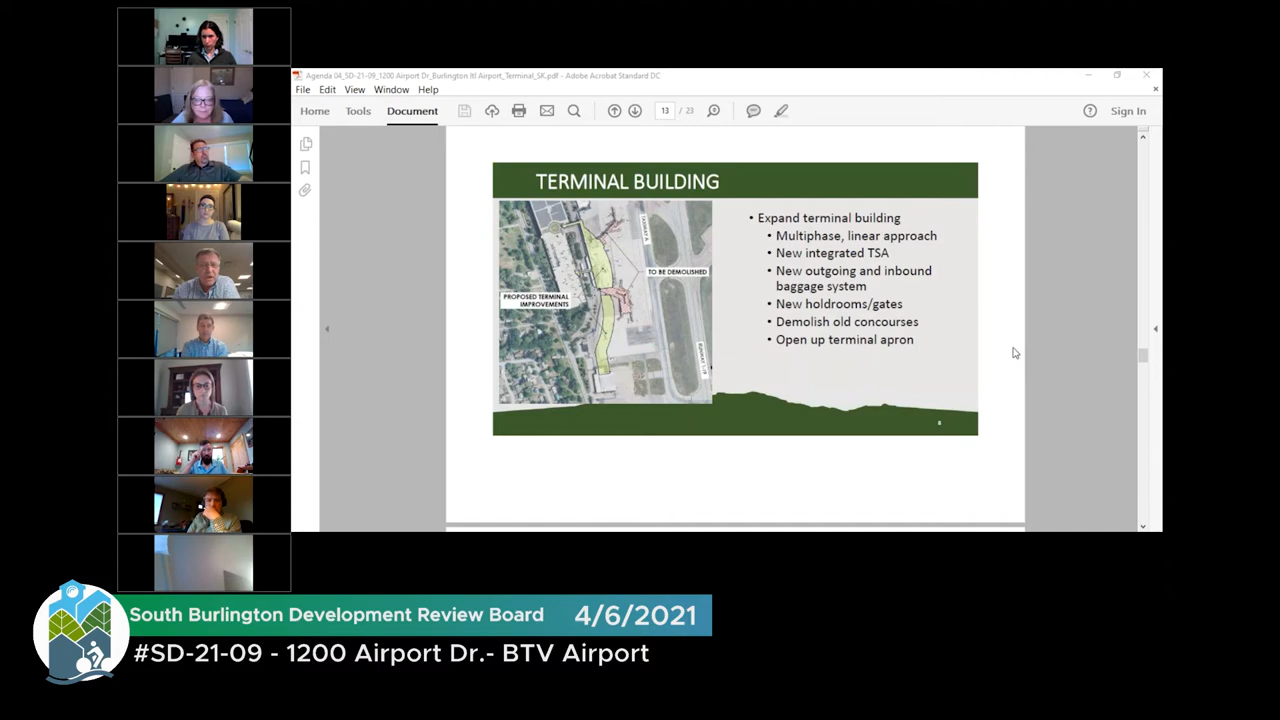 Agenda 04_SD-21-09_1200 Airport Dr_Burlington Itl Airport_Terminal_SK.pdf - Adobe Acrobat Standard DC
File Edit View Window Help
Home Tools Document
13 / 23
Sign In
TERMINAL BUILDING
TAXIWAY A
TO BE DEMOLISHED
PROPOSED TERMINAL
IMPROVEMENTS
• Expand terminal building
• Multiphase, linear approach
• New integrated TSA
• New outgoing and inbound
baggage system
• New holdrooms/gates
• Demolish old concourses
• Open up terminal apron
8
South Burlington Development Review Board 4/6/2021
#SD-21-09 - 1200 Airport Dr.- BTV Airport